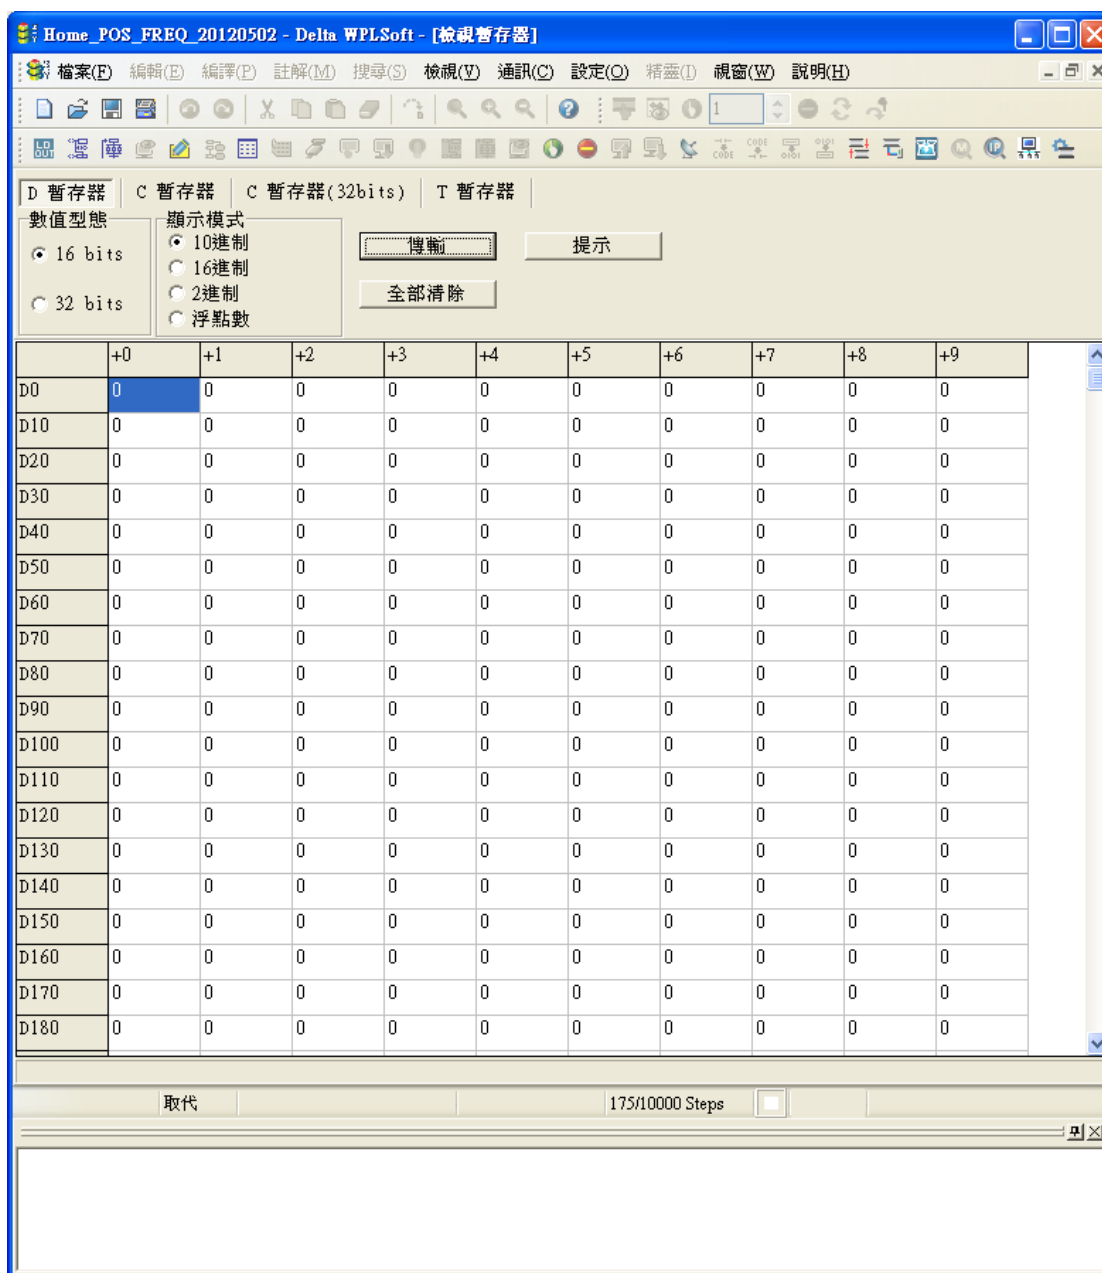 Home_POS_FREQ_20120502 - Delta WPLSoft - [檢視暫存器]
檔案(F) 編輯(E) 編譯(P) 註解(M) 搜尋(S) 檢視(V) 通訊(C) 設定(O) 精靈(I) 視窗(W) 說明(H)
1
D 暫存器 C 暫存器 C 暫存器(32bits) T 暫存器
數值型態 顯示模式
16 bits 10進制 傳輸 提示
16進制
32 bits 2進制 全部清除
浮點數
+0 +1 +2 +3 +4 +5 +6 +7 +8 +9
D0 0 0 0 0 0 0 0 0 0 0
D10 0 0 0 0 0 0 0 0 0 0
D20 0 0 0 0 0 0 0 0 0 0
D30 0 0 0 0 0 0 0 0 0 0
D40 0 0 0 0 0 0 0 0 0 0
D50 0 0 0 0 0 0 0 0 0 0
D60 0 0 0 0 0 0 0 0 0 0
D70 0 0 0 0 0 0 0 0 0 0
D80 0 0 0 0 0 0 0 0 0 0
D90 0 0 0 0 0 0 0 0 0 0
D100 0 0 0 0 0 0 0 0 0 0
D110 0 0 0 0 0 0 0 0 0 0
D120 0 0 0 0 0 0 0 0 0 0
D130 0 0 0 0 0 0 0 0 0 0
D140 0 0 0 0 0 0 0 0 0 0
D150 0 0 0 0 0 0 0 0 0 0
D160 0 0 0 0 0 0 0 0 0 0
D170 0 0 0 0 0 0 0 0 0 0
D180 0 0 0 0 0 0 0 0 0 0
取代 175/10000 Steps